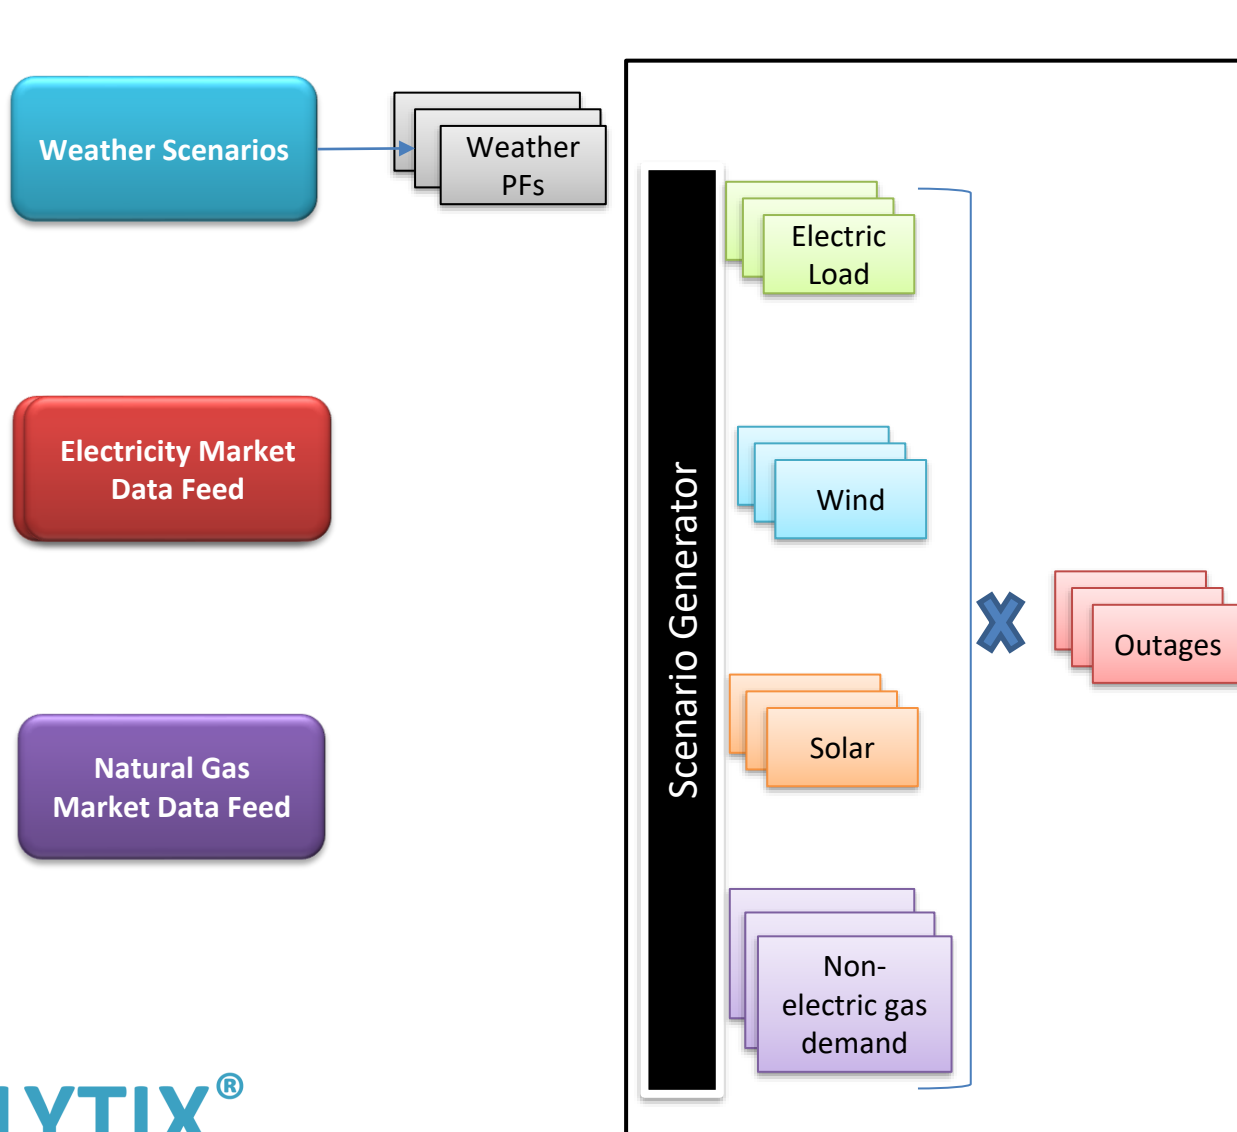 Weather Scenarios
Weather
PFs
Electric
Load
Electricity Market
Data Feed
Wind
Scenario Generator
Outages
Solar
Natural Gas
Market Data Feed
Non-
electric gas
demand
LYTIX®